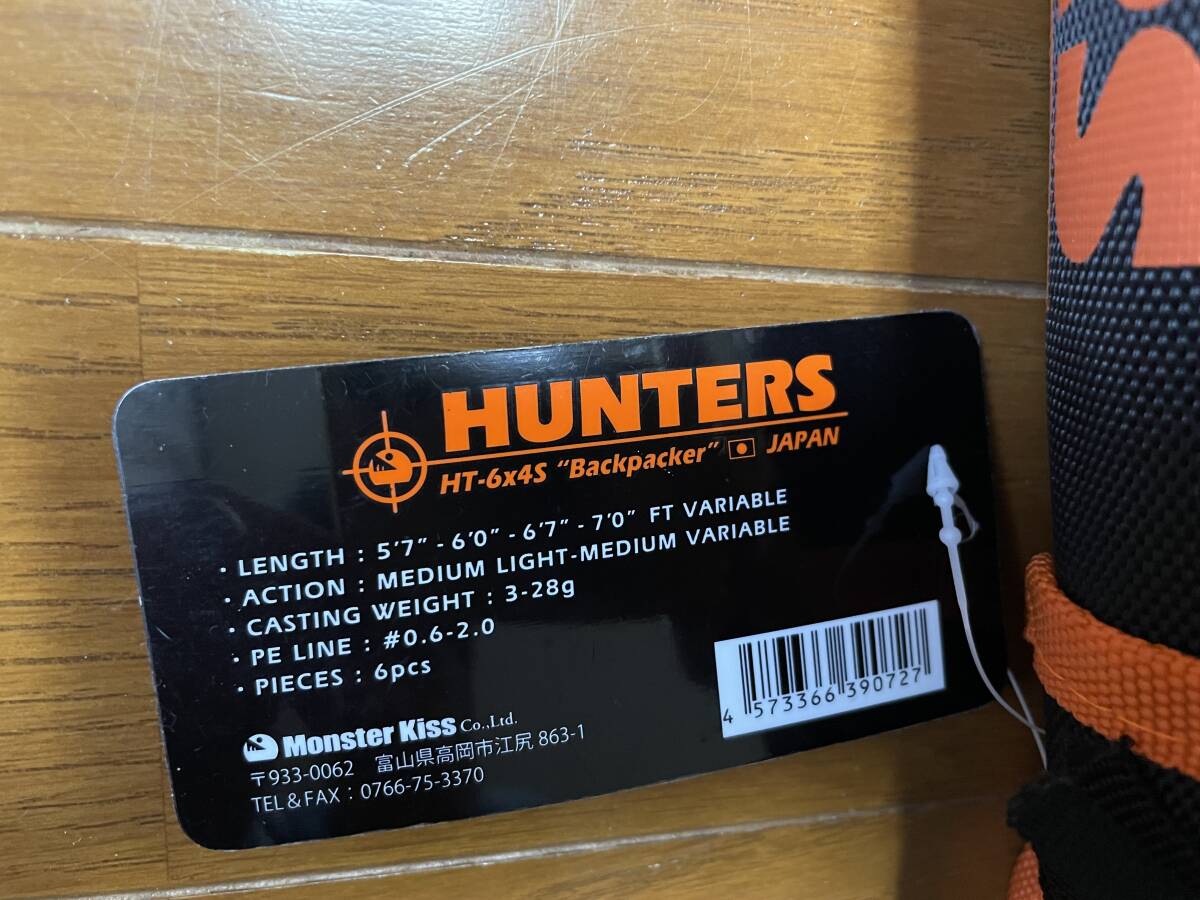 HUNTERS
HT-6x4S “Backpacker” JAPAN
・LENGTH : 5’7” - 6’0” - 6’7” - 7’0” FT VARIABLE
・ACTION : MEDIUM LIGHT-MEDIUM VARIABLE
・CASTING WEIGHT : 3-28g
・PE LINE : #0.6-2.0
・PIECES : 6pcs
4 573366 390727
Monster Kiss Co.,Ltd.
〒933-0062 富山県高岡市江尻 863-1
TEL & FAX : 0766-75-3370